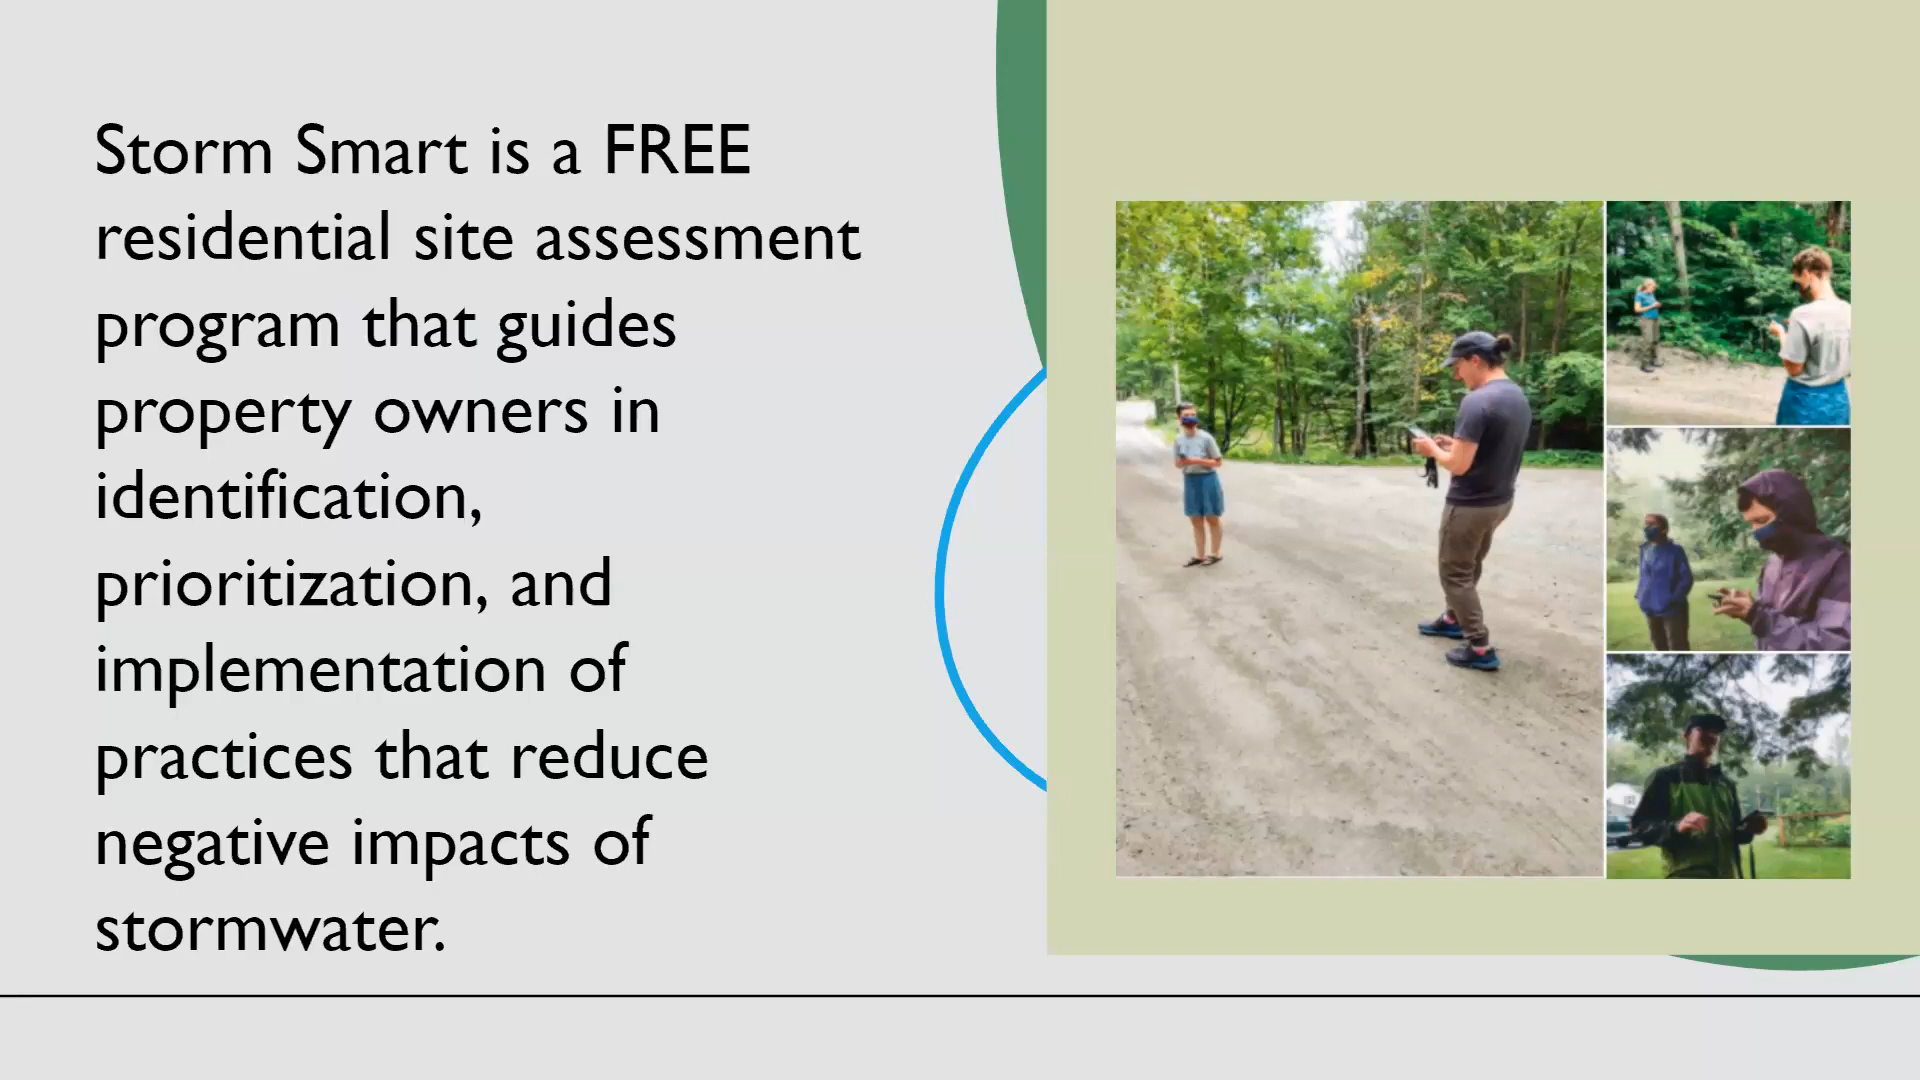 Storm Smart is a FREE
residential site assessment
program that guides
property owners in
identification,
prioritization, and
implementation of
practices that reduce
negative impacts of
stormwater.